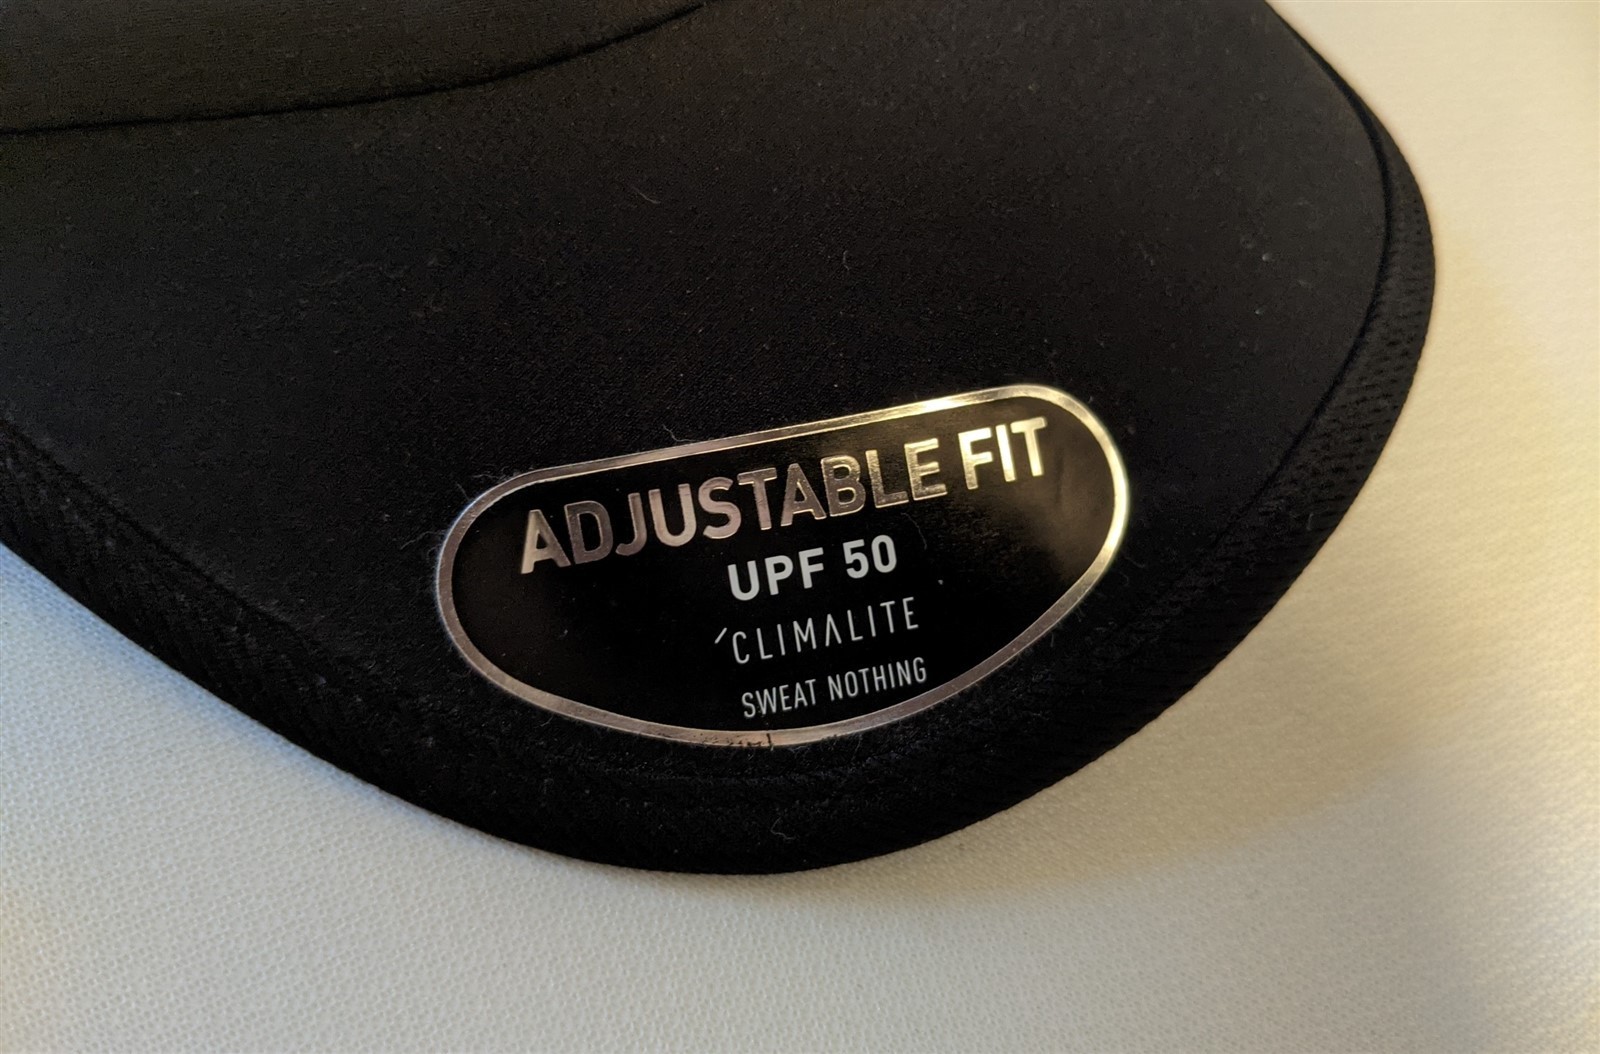 ADJUSTABLE FIT
UPF 50
'CLIMALITE
SWEAT NOTHING